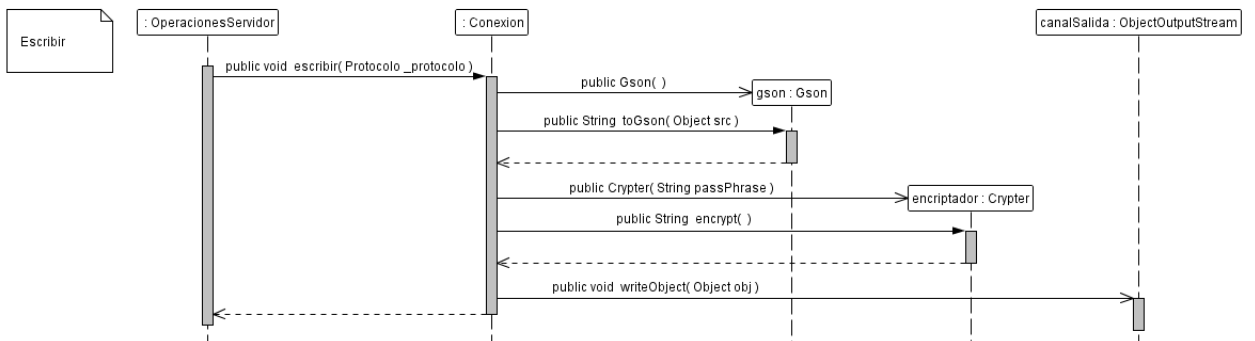 Escribir
: OperacionesServidor
: Conexion
canalSalida : ObjectOutputStream
public void escribir( Protocolo _protocolo )
public Gson( )
gson : Gson
public String toGson( Object src )
public Crypter( String passPhrase )
encriptador : Crypter
public String encrypt( )
public void writeObject( Object obj )